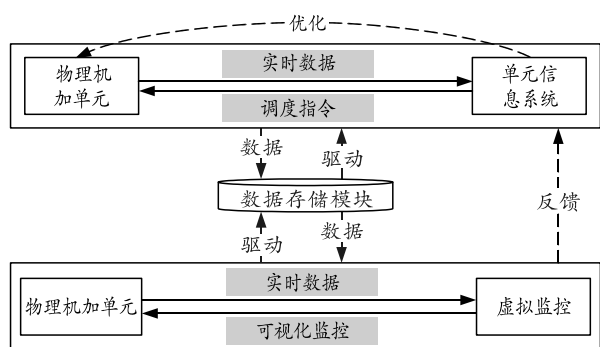 优化
物理机
加单元
实时数据
调度指令
单元信
息系统
数据
驱动
数据存储模块
驱动
数据
反馈
物理机加单元
实时数据
可视化监控
虚拟监控